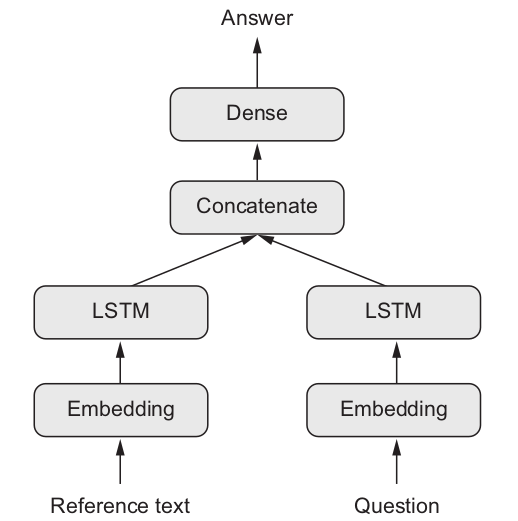 Answer
Dense
Concatenate
LSTM LSTM
Embedding Embedding
Reference text Question